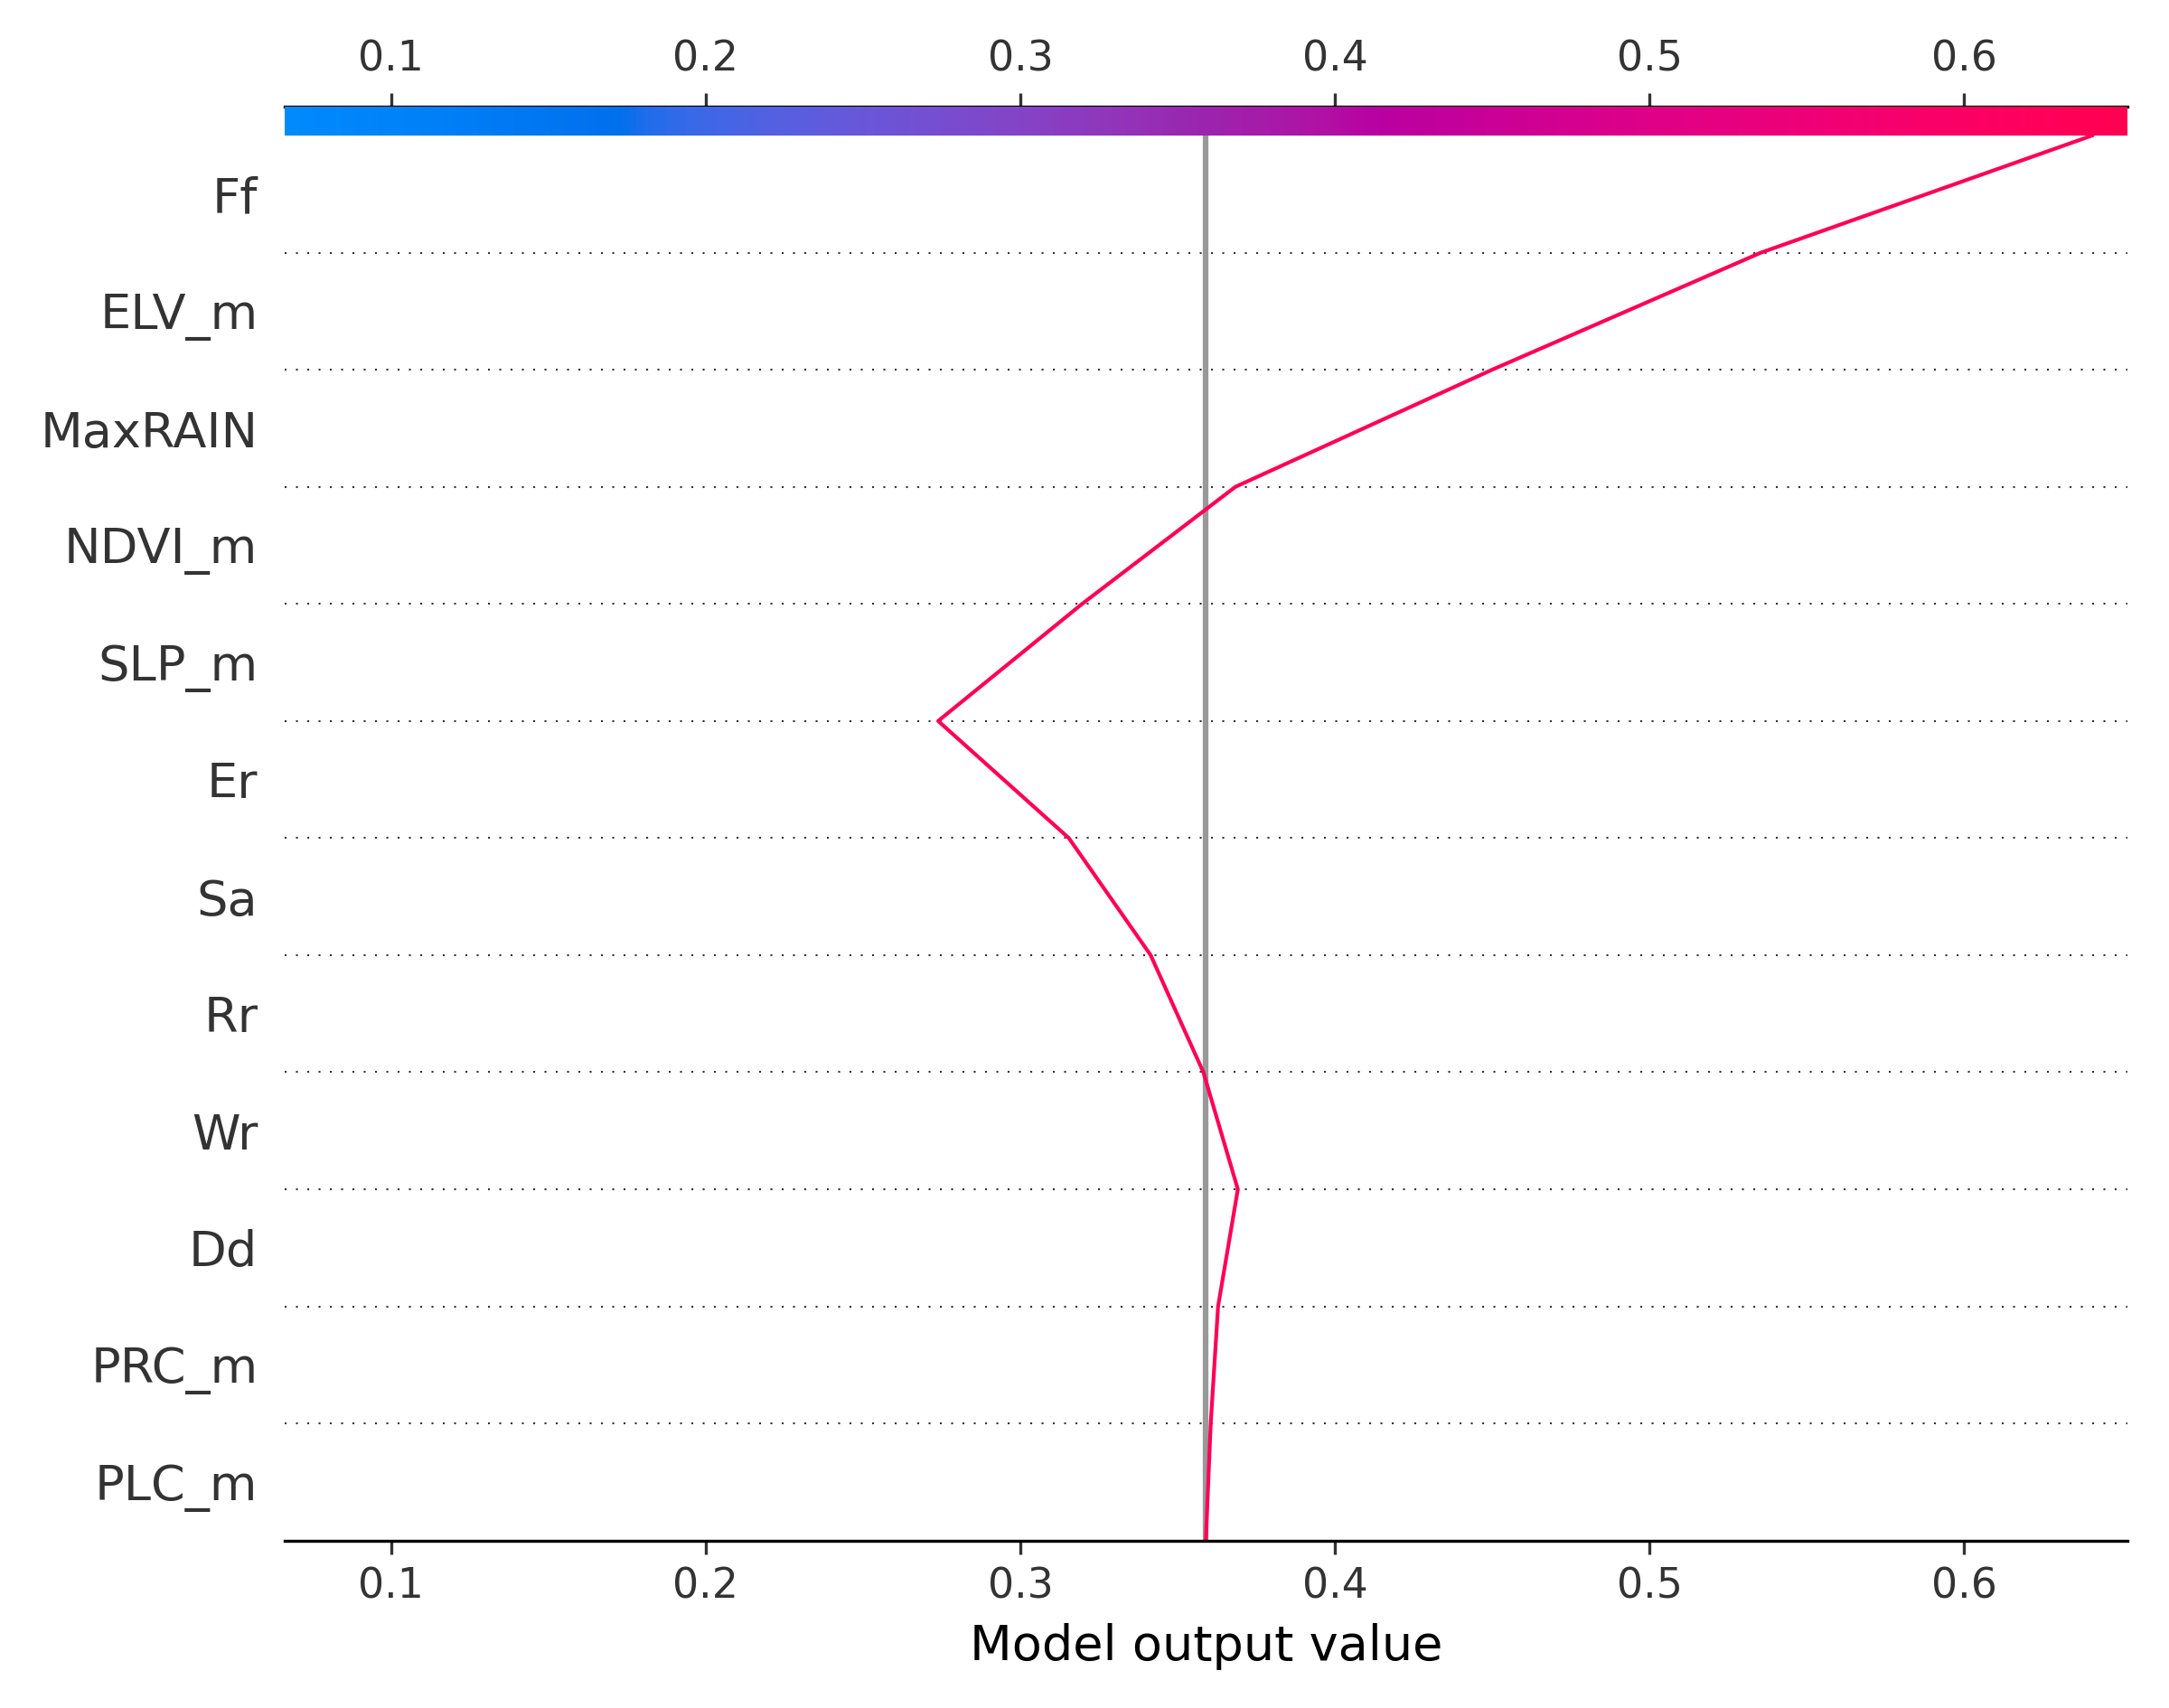 0.1 0.2 0.3 0.4 0.5 0.6
Ff
ELV_m
MaxRAIN
NDVI_m
SLP_m
Er
Sa
Rr
Wr
Dd
PRC_m
PLC_m
0.1 0.2 0.3 0.4 0.5 0.6
Model output value